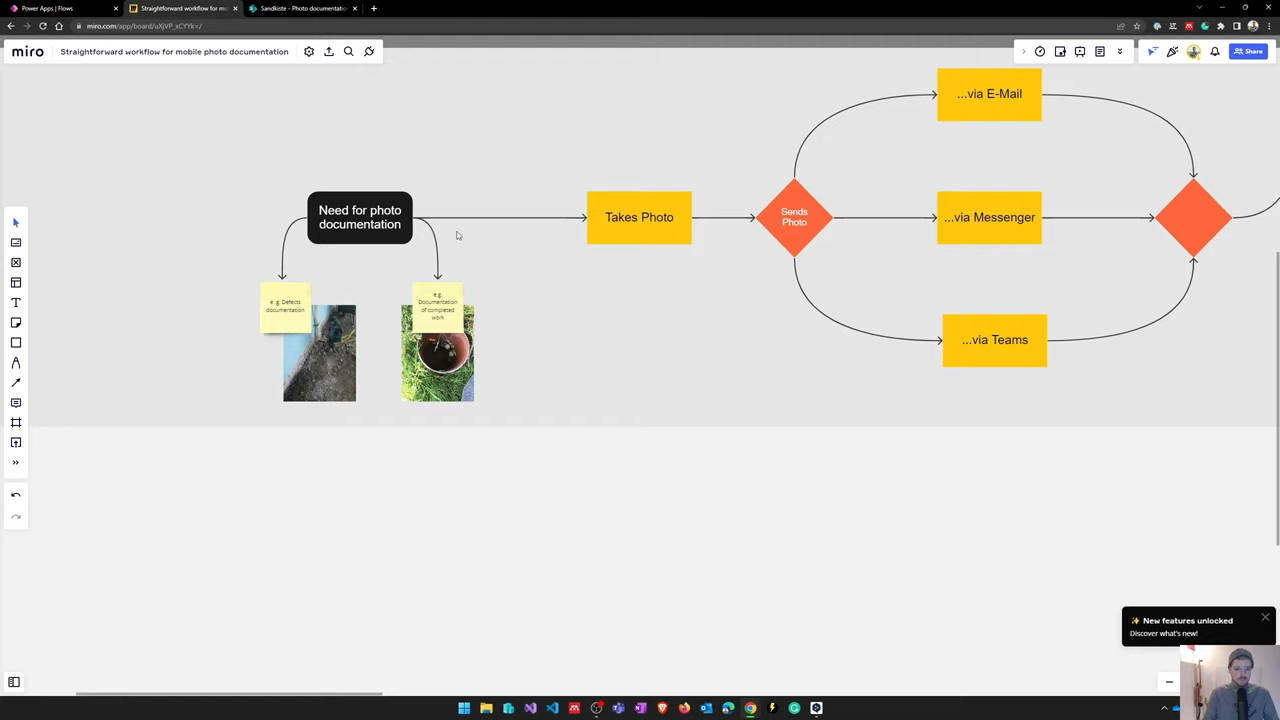 Power Apps | Flows
Straightforward workflow for mo
Sandkiste - Photo documentation
miro.com/app/board/uXjVP_xCYYk=/
miro
Straightforward workflow for mobile photo documentation
Share
...via E-Mail
Need for photo
documentation
Takes Photo
Sends
Photo
...via Messenger
e. g. Defects
documentation
e.g.
Documentation
of completed
work
...via Teams
New features unlocked
Discover what's new!